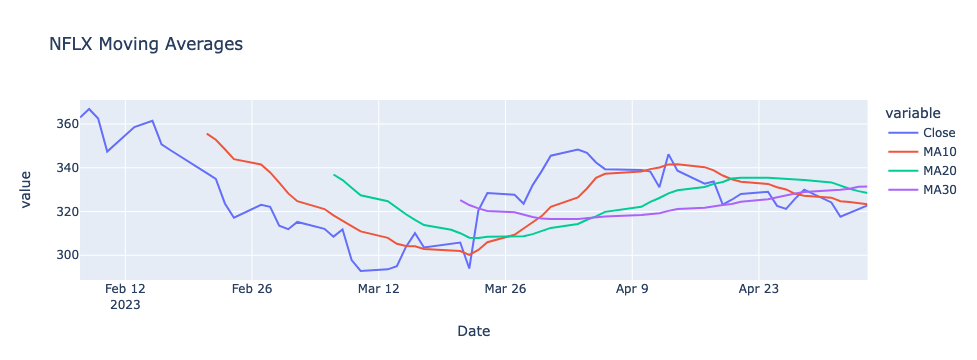 NFLX Moving Averages
variable
Close
MA10
MA20
MA30
value
360
340
320
300
Feb 12
2023
Feb 26
Mar 12
Mar 26
Apr 9
Apr 23
Date